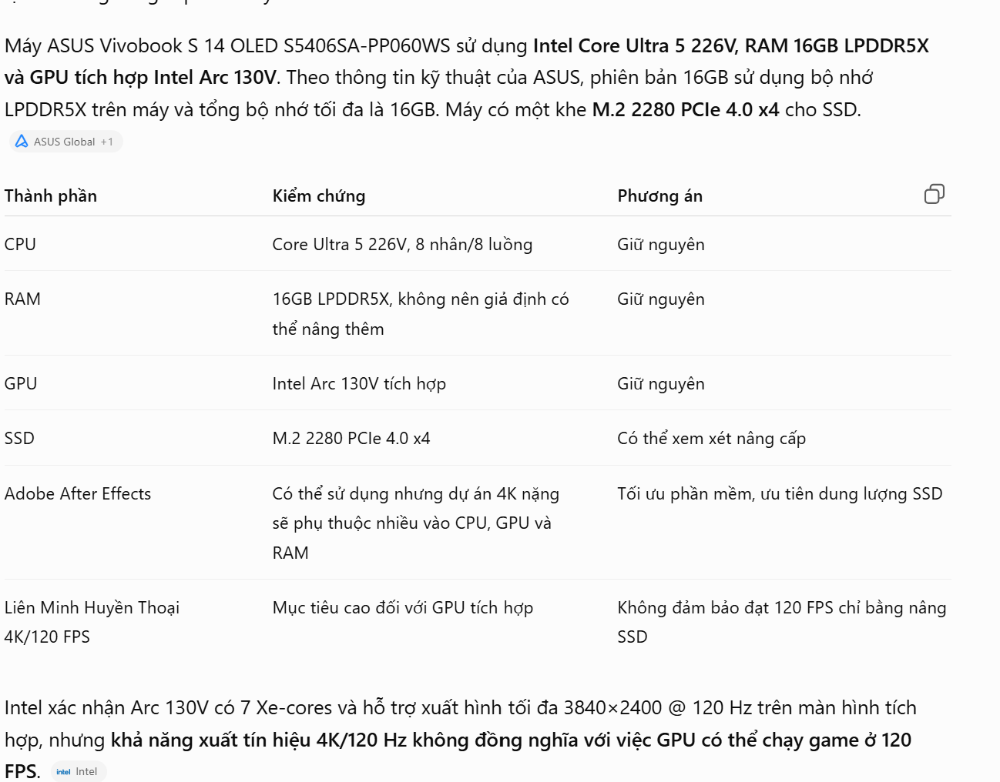 Máy ASUS Vivobook S 14 OLED S5406SA-PP060WS sử dụng Intel Core Ultra 5 226V, RAM 16GB LPDDR5X
và GPU tích hợp Intel Arc 130V. Theo thông tin kỹ thuật của ASUS, phiên bản 16GB sử dụng bộ nhớ
LPDDR5X trên máy và tổng bộ nhớ tối đa là 16GB. Máy có một khe M.2 2280 PCIe 4.0 x4 cho SSD.
ASUS Global +1
Thành phần Kiểm chứng Phương án
CPU Core Ultra 5 226V, 8 nhân/8 luồng Giữ nguyên
RAM 16GB LPDDR5X, không nên giả định có Giữ nguyên
thể nâng thêm
GPU Intel Arc 130V tích hợp Giữ nguyên
SSD M.2 2280 PCIe 4.0 x4 Có thể xem xét nâng cấp
Adobe After Effects Có thể sử dụng nhưng dự án 4K nặng Tối ưu phần mềm, ưu tiên dung lượng SSD
sẽ phụ thuộc nhiều vào CPU, GPU và
RAM
Liên Minh Huyền Thoại Mục tiêu cao đối với GPU tích hợp Không đảm bảo đạt 120 FPS chỉ bằng nâng
4K/120 FPS SSD
Intel xác nhận Arc 130V có 7 Xe-cores và hỗ trợ xuất hình tối đa 3840×2400 @ 120 Hz trên màn hình tích
hợp, nhưng khả năng xuất tín hiệu 4K/120 Hz không đồng nghĩa với việc GPU có thể chạy game ở 120
FPS. intel Intel